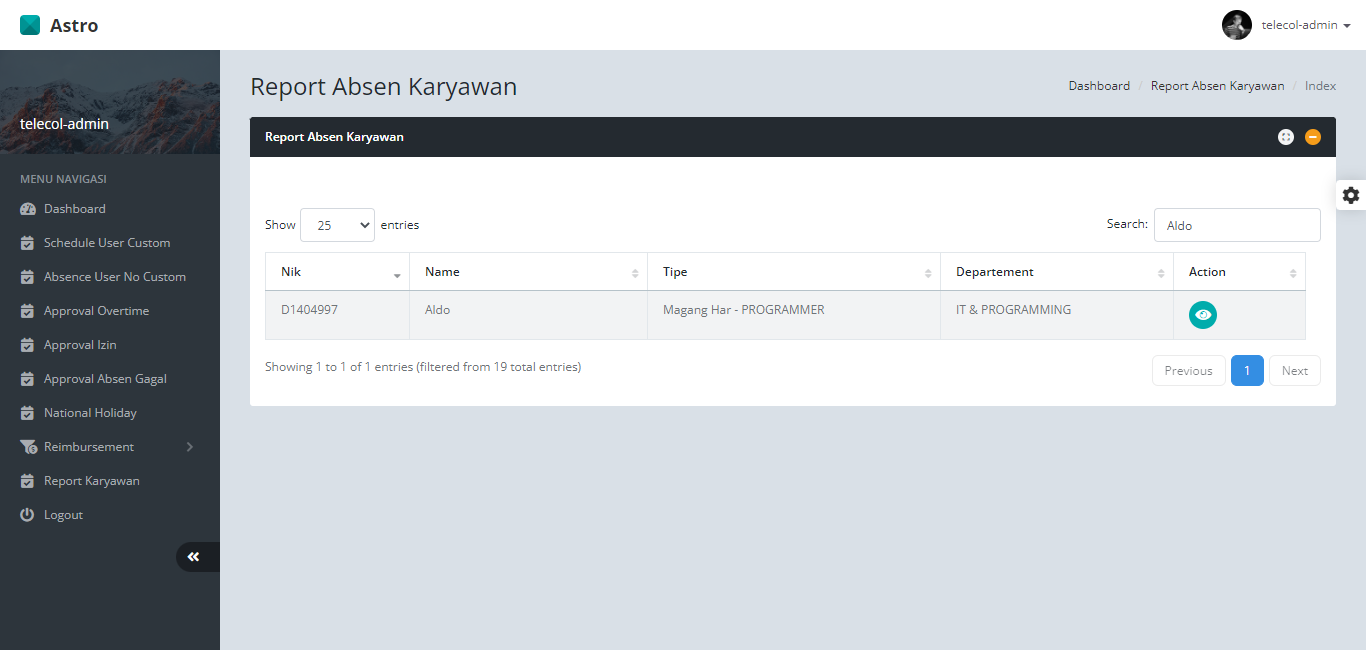 Astro
telecol-admin
telecol-admin
MENU NAVIGASI
Dashboard
Schedule User Custom
Absence User No Custom
Approval Overtime
Approval Izin
Approval Absen Gagal
National Holiday
Reimbursement
Report Karyawan
Logout
Report Absen Karyawan
Dashboard / Report Absen Karyawan / Index
Report Absen Karyawan
Show 25 entries
Search: Aldo
Nik Name Tipe Departement Action
D1404997 Aldo Magang Har - PROGRAMMER IT & PROGRAMMING
Showing 1 to 1 of 1 entries (filtered from 19 total entries)
Previous 1 Next